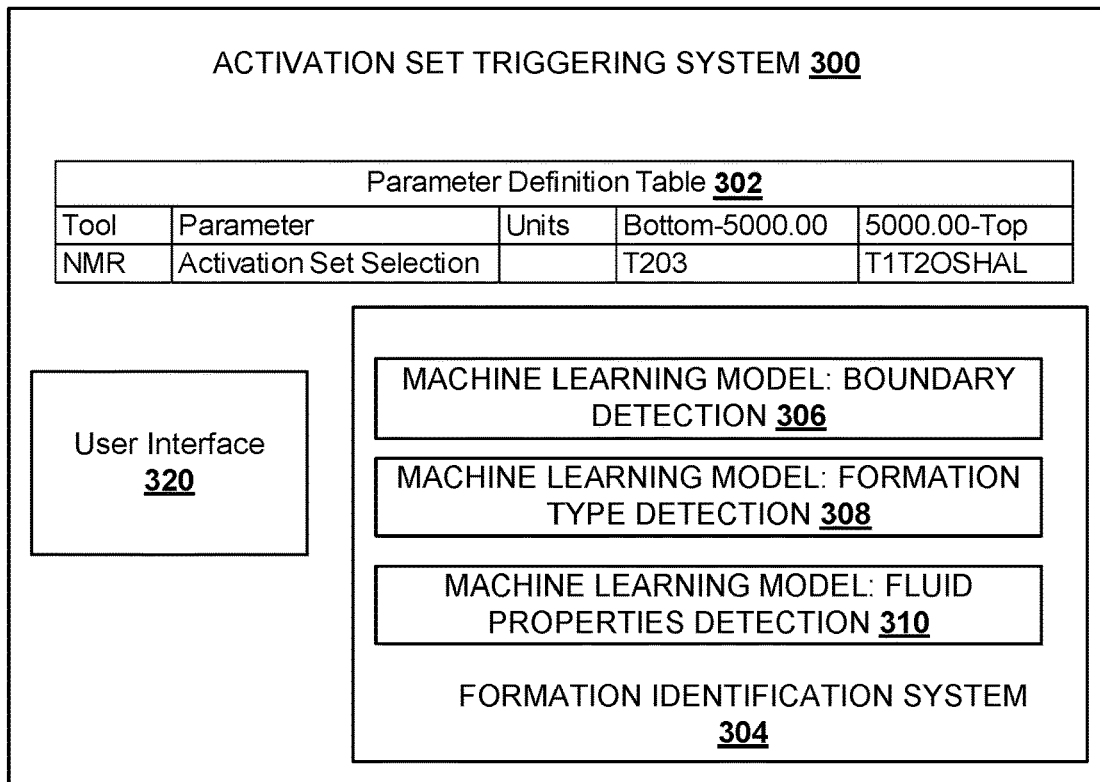 ACTIVATION SET TRIGGERING SYSTEM 300
Parameter Definition Table 302
Tool Parameter Units Bottom-5000.00 5000.00-Top
NMR Activation Set Selection T203 T1T2OSHAL
MACHINE LEARNING MODEL: BOUNDARY
DETECTION 306
User Interface
320
MACHINE LEARNING MODEL: FORMATION
TYPE DETECTION 308
MACHINE LEARNING MODEL: FLUID
PROPERTIES DETECTION 310
FORMATION IDENTIFICATION SYSTEM
304